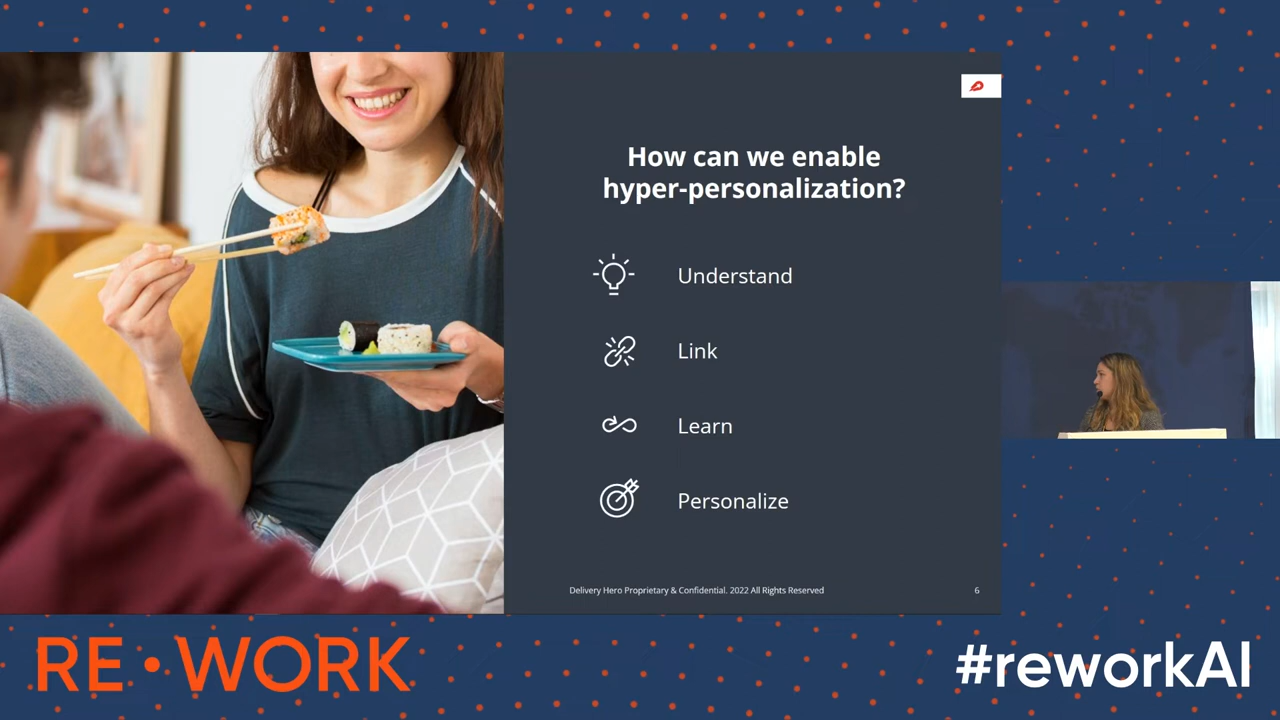 How can we enable
hyper-personalization?
Understand
Link
Learn
Personalize
Delivery Hero Proprietary & Confidential. 2022 All Rights Reserved
6
RE•WORK
#reworkAI